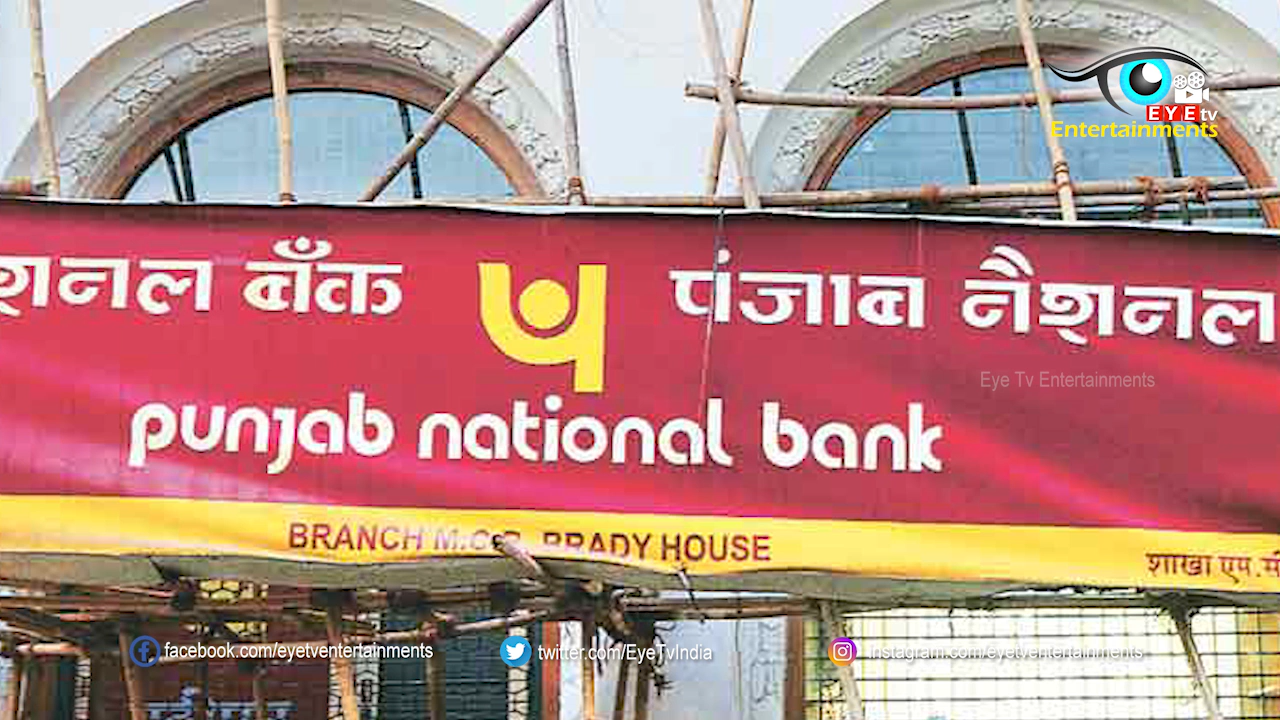 EYE tv
Entertainments
शनल बैंक पंजाब नैशनल
Eye Tv Entertainments
punjab national bank
BRANCH M.C.B. BRADY HOUSE
शाखा एम.सी
facebook.com/eyetventertainments twitter.com/EyeTvIndia instagram.com/eyetventertainments